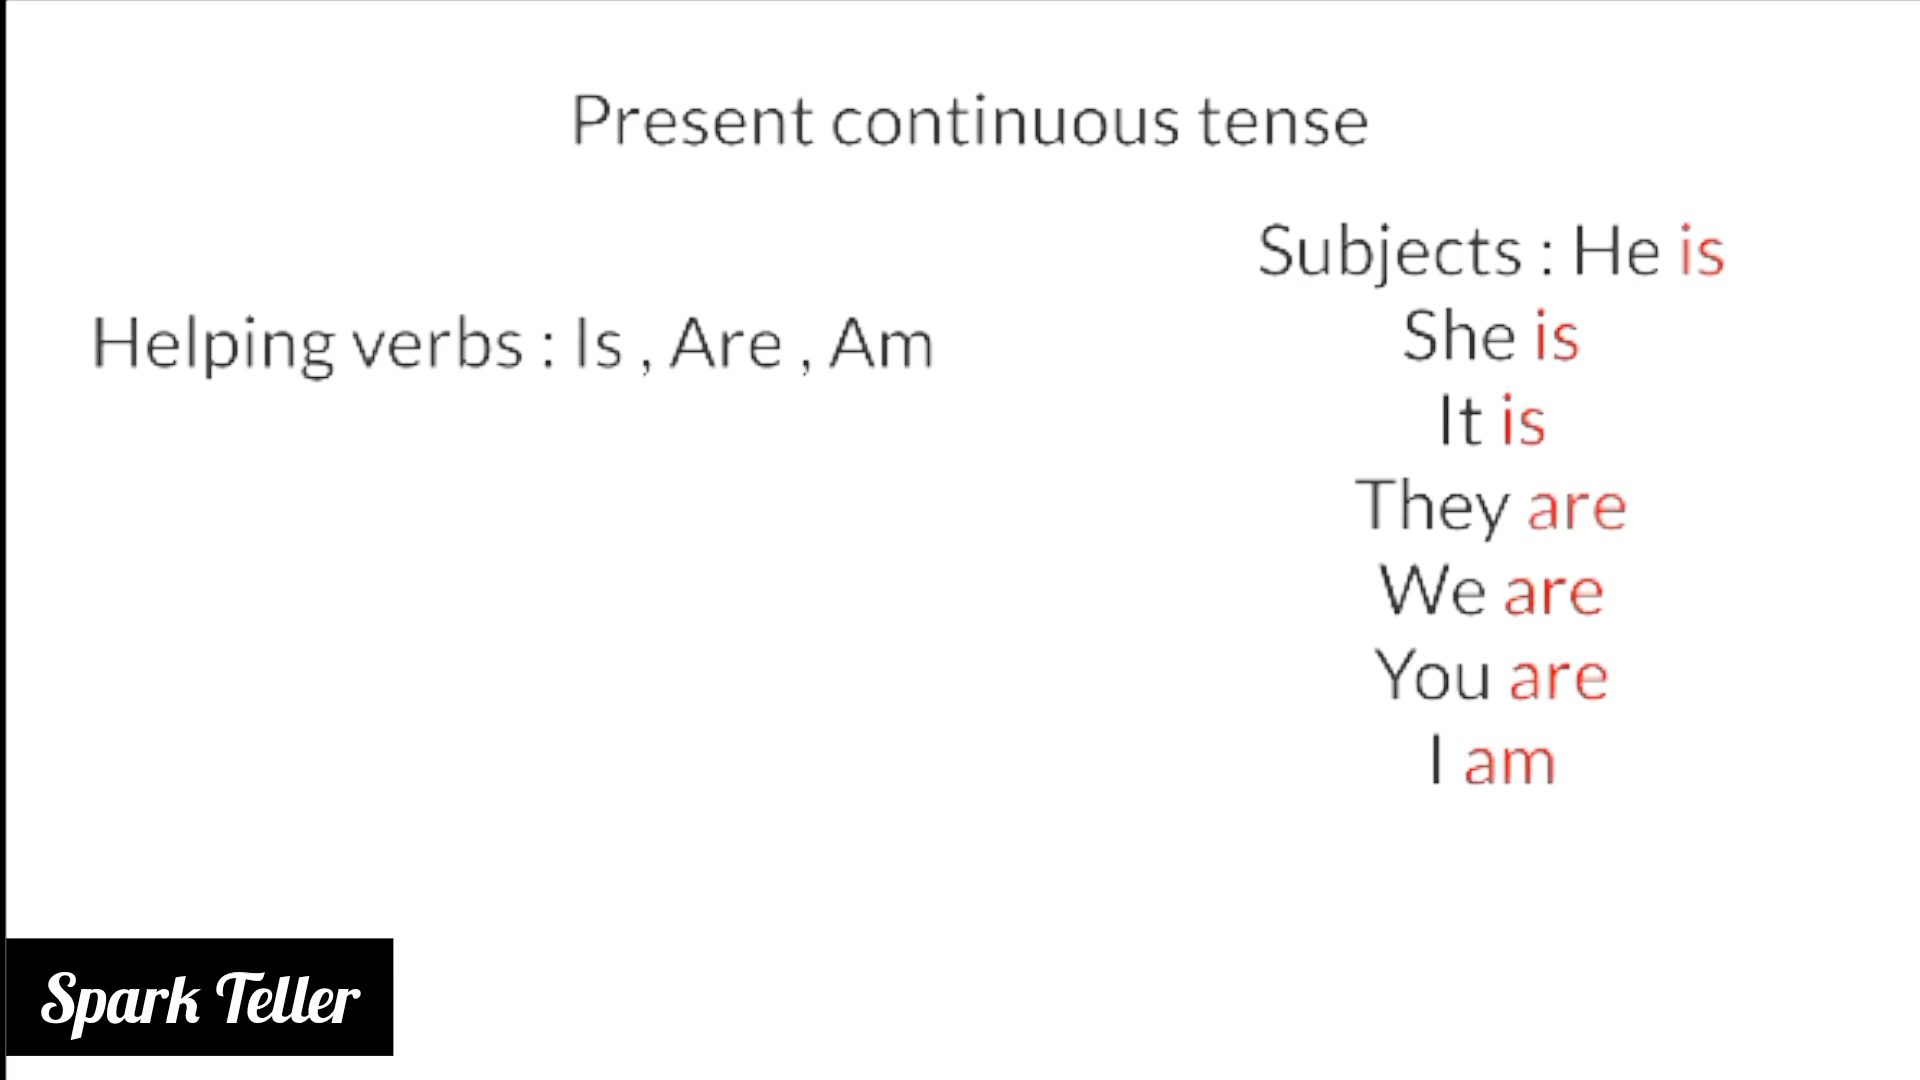 Present continuous tense
Helping verbs : Is , Are , Am
Subjects : He is
She is
It is
They are
We are
You are
I am
Spark Teller